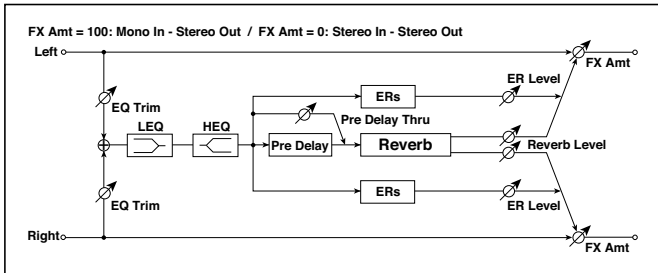 FX Amt = 100: Mono In - Stereo Out / FX Amt = 0: Stereo In - Stereo Out
Left
FX Amt
EQ Trim
ERs
ER Level
Pre Delay Thru
LEQ
HEQ
Pre Delay
Reverb
Reverb Level
EQ Trim
ERs
ER Level
Right
FX Amt